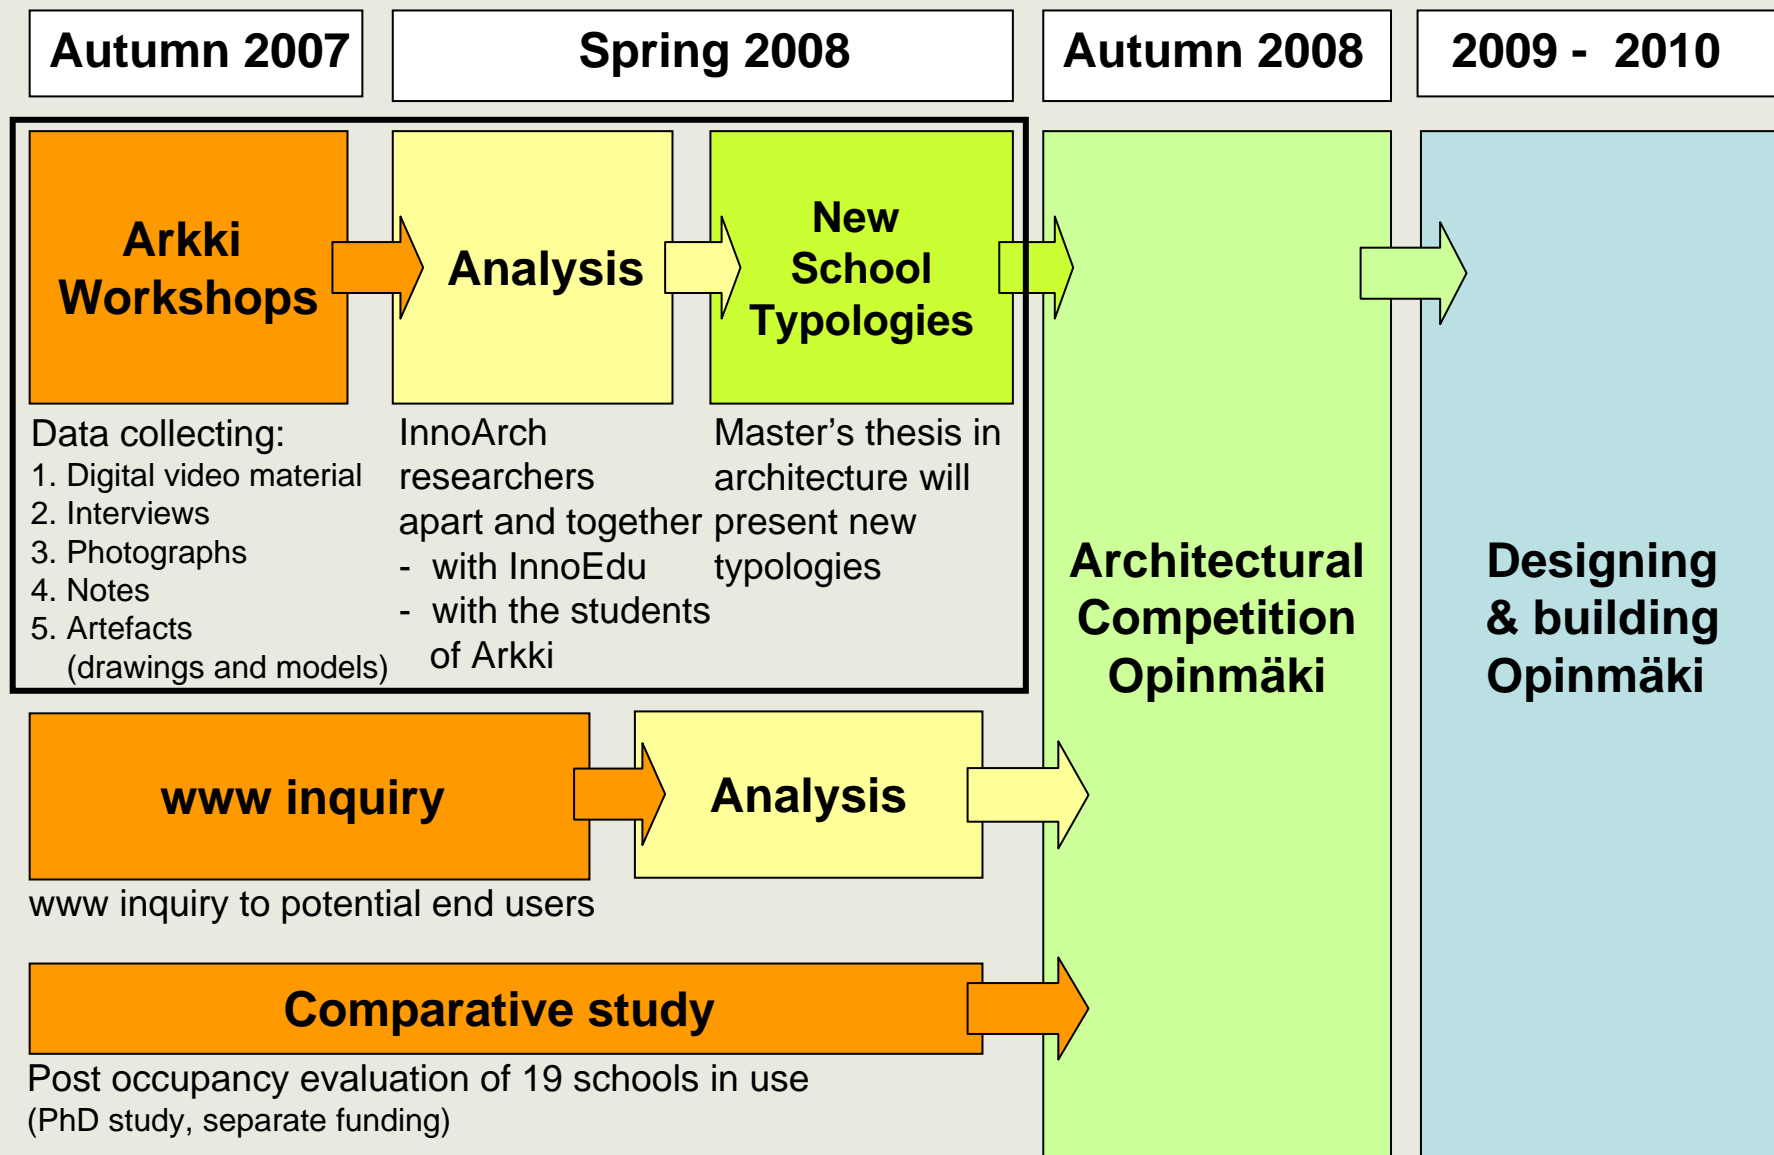 Autumn 2007
Spring 2008
Autumn 2008
2009 - 2010
Arkki
Workshops
Analysis
New
School
Typologies
Data collecting:
1. Digital video material
2. Interviews
3. Photographs
4. Notes
5. Artefacts
(drawings and models)
InnoArch
researchers
apart and together
- with InnoEdu
- with the students
of Arkki
Master’s thesis in
architecture will
present new
typologies
Architectural
Competition
Opinmäki
Designing
& building
Opinmäki
www inquiry
Analysis
www inquiry to potential end users
Comparative study
Post occupancy evaluation of 19 schools in use
(PhD study, separate funding)